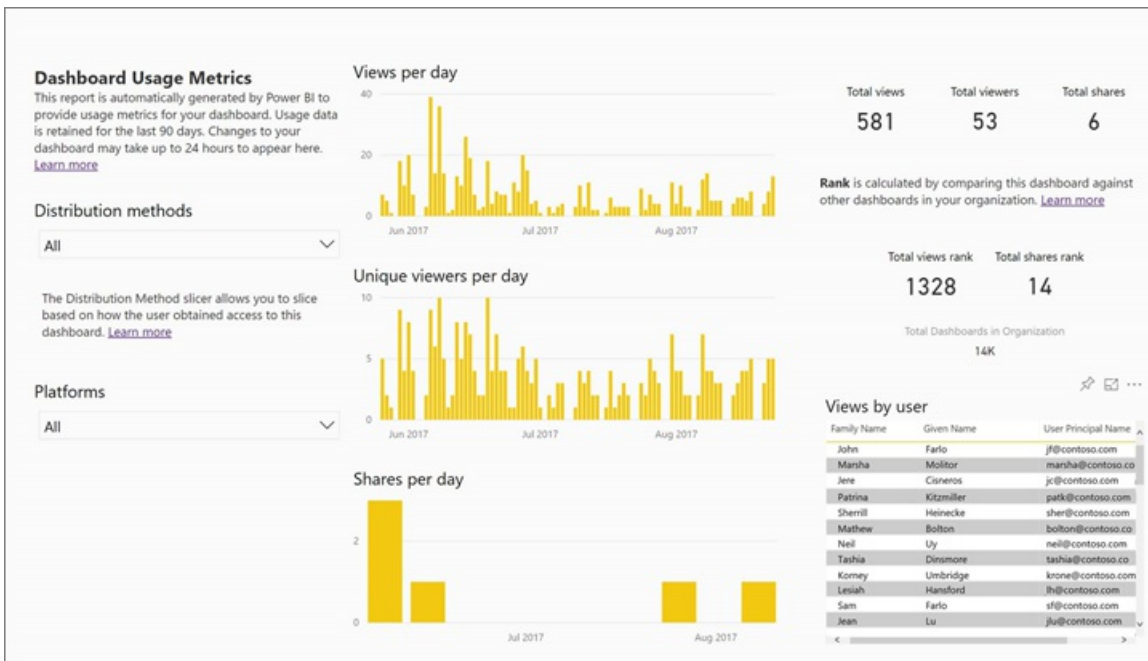 Dashboard Usage Metrics
This report is automatically generated by Power BI to
provide usage metrics for your dashboard. Usage data
is retained for the last 90 days. Changes to your
dashboard may take up to 24 hours to appear here.
Learn more
Distribution methods
All
The Distribution Method slicer allows you to slice
based on how the user obtained access to this
dashboard. Learn more
Platforms
All
Views per day
40
20
0
Jun 2017 Jul 2017 Aug 2017
Unique viewers per day
10
5
0
Jun 2017 Jul 2017 Aug 2017
Shares per day
2
0
Jul 2017 Aug 2017
Total views Total viewers Total shares
581 53 6
Rank is calculated by comparing this dashboard against
other dashboards in your organization. Learn more
Total views rank Total shares rank
1328 14
Total Dashboards in Organization
14K
Views by user
Family Name Given Name User Principal Name
John Farlo jf@contoso.com
Marsha Molitor marsha@contoso.co
Jere Cisneros jc@contoso.com
Patrina Kitzmiller patk@contoso.com
Sherrill Heinecke sher@contoso.com
Mathew Bolton bolton@contoso.co
Neil Uy neil@contoso.com
Tashia Dinsmore tashia@contoso.co
Korney Umbridge krone@contoso.com
Lesiah Hansford lh@contoso.com
Sam Farlo sf@contoso.com
Jean Lu jlu@contoso.com